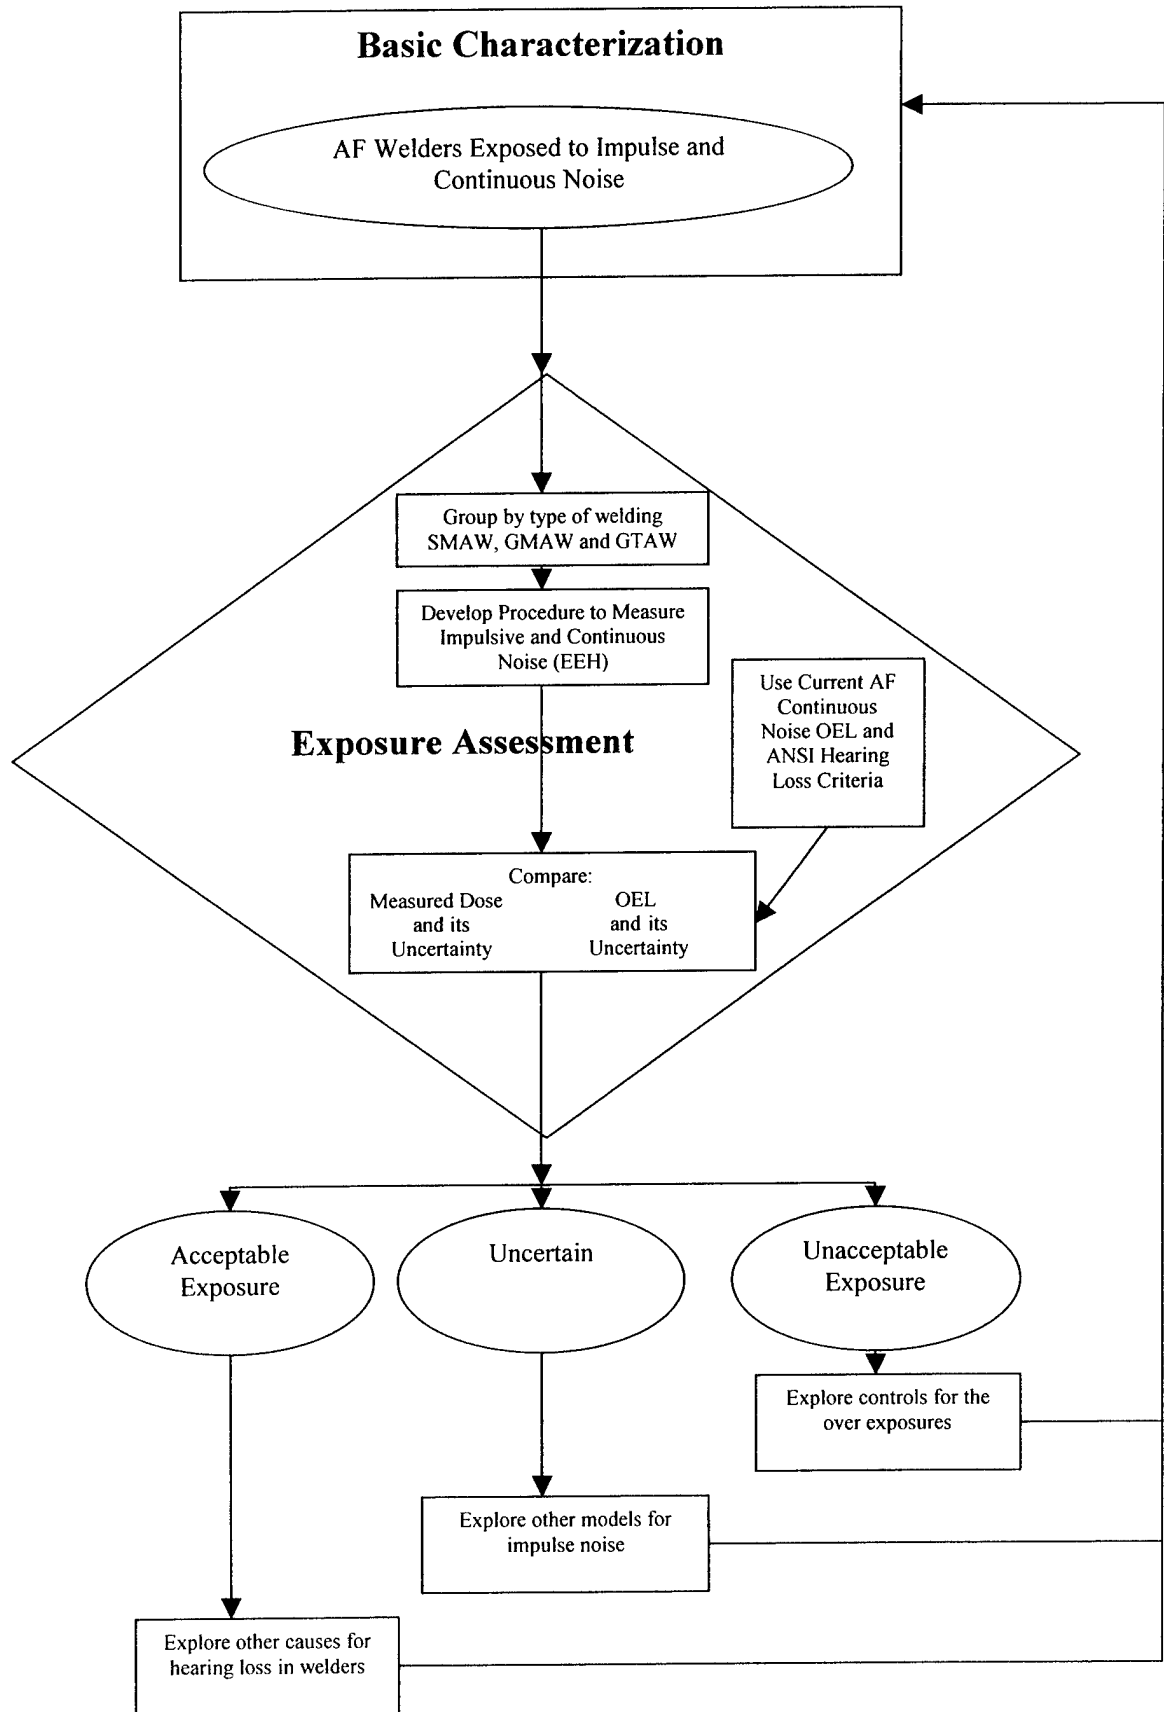 Basic Characterization
AF Welders Exposed to Impulse and
Continuous Noise
Group by type of welding
SMAW, GMAW and GTAW
Develop Procedure to Measure
Impulsive and Continuous
Noise (EEH)
Use Current AF
Continuous
Noise OEL and
ANSI Hearing
Loss Criteria
Exposure Assessment
Compare:
Measured Dose
and its
Uncertainty
OEL
and its
Uncertainty
Acceptable
Exposure
Uncertain
Unacceptable
Exposure
Explore controls for the
over exposures
Explore other models for
impulse noise
Explore other causes for
hearing loss in welders